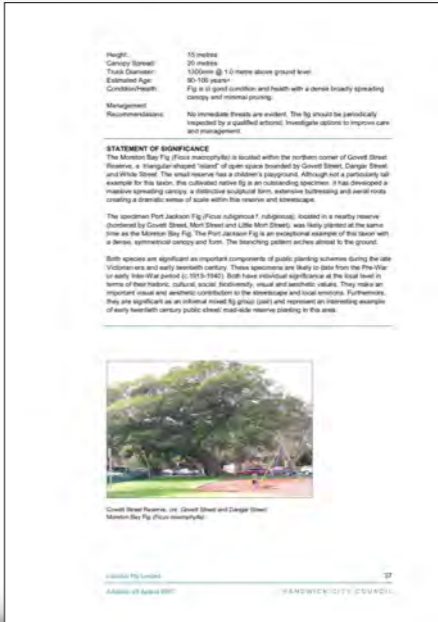 Height: 15 metres
Canopy Spread: 20 metres
Trunk Diameter: 1300mm @ 1.0 metre above ground level
Estimated Age: 90-100 years+
Condition/Health: Fig is in good condition and health with a dense broadly spreading
canopy and minimal pruning.
Management
Recommendations: No immediate threats are evident. The fig should be periodically
inspected by a qualified arborist. Investigate options to improve care
and management.
STATEMENT OF SIGNIFICANCE
The Moreton Bay Fig (Ficus macrophylla) is located within the northern corner of Govett Street
Reserve, a triangular-shaped "island" of open space bounded by Govett Street, Dangar Street
and White Street. The small reserve has a children's playground. Although not a particularly tall
example for this taxon, this cultivated native fig is an outstanding specimen. It has developed a
massive spreading canopy, a distinctive sculptural form, extensive buttressing and aerial roots
creating a dramatic sense of scale within this reserve and streetscape.
The specimen Port Jackson Fig (Ficus rubiginosa f. rubiginosa), located in a nearby reserve
(bordered by Govett Street, Mort Street and Little Mort Street), was likely planted at the same
time as the Moreton Bay Fig. The Port Jackson Fig is an exceptional example of this taxon with
a dense, symmetrical canopy and form. The branching pattern arches almost to the ground.
Both species are significant as important components of public planting schemes during the late
Victorian era and early twentieth century. These specimens are likely to date from the Pre-War
or early Inter-War period (c.1915-1940). Both have individual significance at the local level in
terms of their historic, cultural, social, biodiversity, visual and aesthetic values. They make an
important visual and aesthetic contribution to the streetscape and local environs. Furthermore,
they are significant as an informal mixed fig group (pair) and represent an interesting example
of early twentieth century public street/ road-side reserve planting in this area.
Govett Street Reserve, cnr. Govett Street and Dangar Street
Moreton Bay Fig (Ficus macrophylla)
Pty Limited
37
2007
RANDWICK CITY COUNCIL